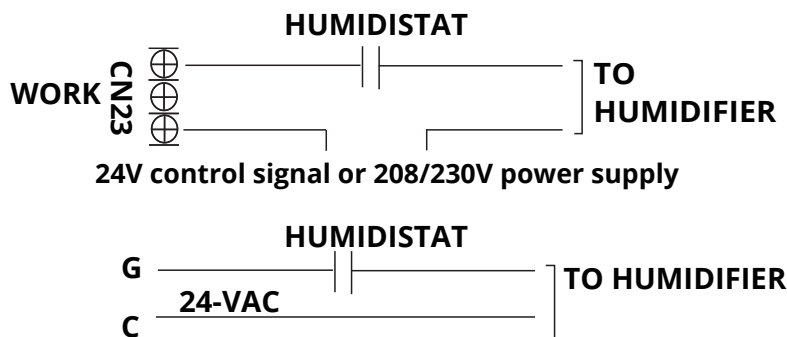 HUMIDISTAT
WORK CN23
TO
HUMIDIFIER
24V control signal or 208/230V power supply
HUMIDISTAT
G
TO HUMIDIFIER
24-VAC
C